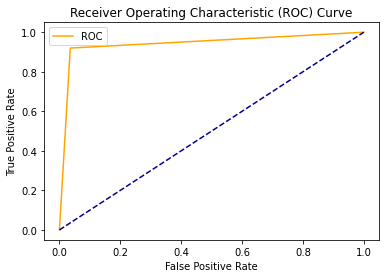 Receiver Operating Characteristic (ROC) Curve
ROC
1.0
0.8
0.6
0.4
0.2
0.0
True Positive Rate
0.0 0.2 0.4 0.6 0.8 1.0
False Positive Rate